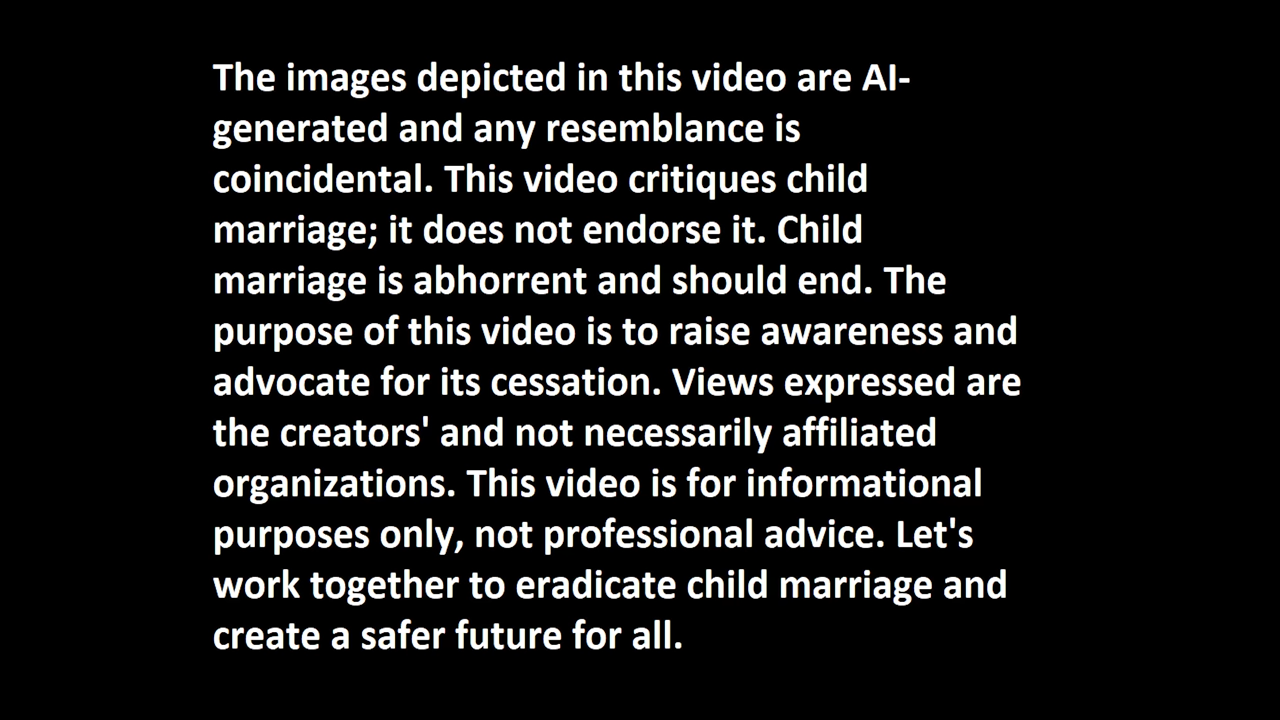 The images depicted in this video are AI-
generated and any resemblance is
coincidental. This video critiques child
marriage; it does not endorse it. Child
marriage is abhorrent and should end. The
purpose of this video is to raise awareness and
advocate for its cessation. Views expressed are
the creators' and not necessarily affiliated
organizations. This video is for informational
purposes only, not professional advice. Let's
work together to eradicate child marriage and
create a safer future for all.